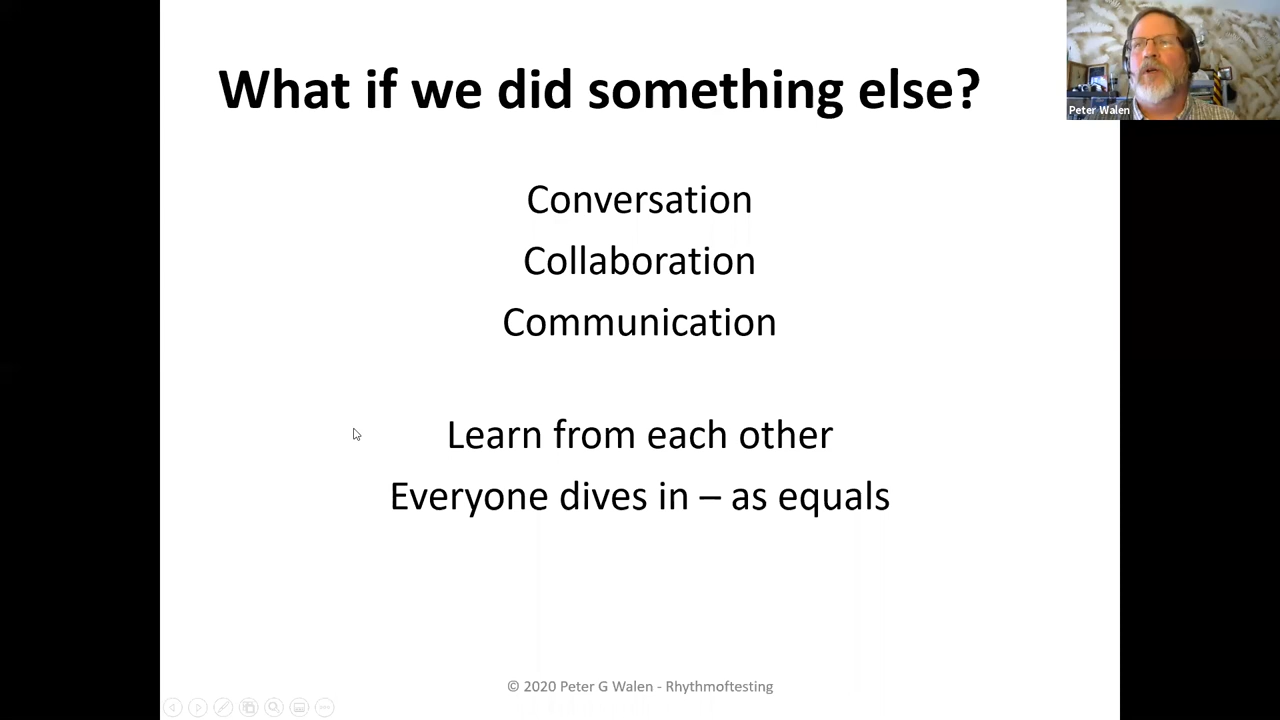 What if we did something else?
Peter Walen
Conversation
Collaboration
Communication
Learn from each other
Everyone dives in – as equals
© 2020 Peter G Walen - Rhythmoftesting